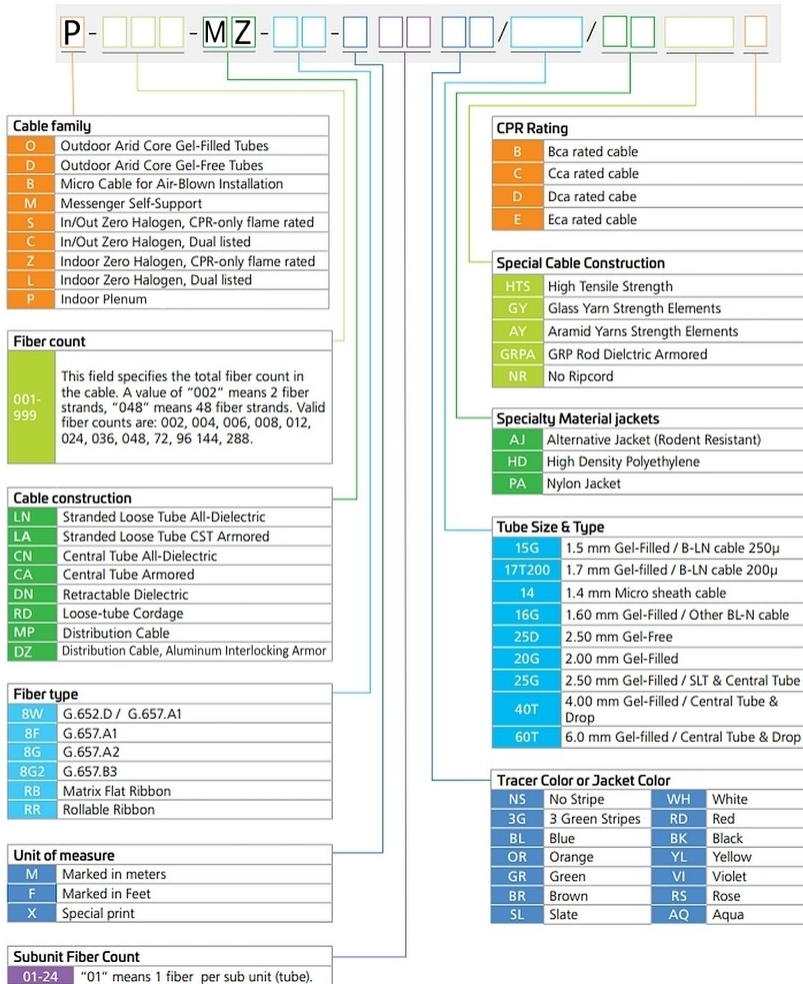 P - - M Z - - / /
Cable family
O Outdoor Arid Core Gel-Filled Tubes
D Outdoor Arid Core Gel-Free Tubes
B Micro Cable for Air-Blown Installation
M Messenger Self-Support
S In/Out Zero Halogen, CPR-only flame rated
C In/Out Zero Halogen, Dual listed
Z Indoor Zero Halogen, CPR-only flame rated
L Indoor Zero Halogen, Dual listed
P Indoor Plenum
Fiber count
001-
999
This field specifies the total fiber count in
the cable. A value of “002” means 2 fiber
strands, “048” means 48 fiber strands. Valid
fiber counts are: 002, 004, 006, 008, 012,
024, 036, 048, 72, 96 144, 288.
Cable construction
LN Stranded Loose Tube All-Dielectric
LA Stranded Loose Tube CST Armored
CN Central Tube All-Dielectric
CA Central Tube Armored
DN Retractable Dielectric
RD Loose-tube Cordage
MP Distribution Cable
DZ Distribution Cable, Aluminum Interlocking Armor
Fiber type
8W G.652.D / G.657.A1
8F G.657.A1
8G G.657.A2
8G2 G.657.B3
RB Matrix Flat Ribbon
RR Rollable Ribbon
Unit of measure
M Marked in meters
F Marked in Feet
X Special print
Subunit Fiber Count
01-24 “01” means 1 fiber per sub unit (tube).
CPR Rating
B Bca rated cable
C Cca rated cable
D Dca rated cabe
E Eca rated cable
Special Cable Construction
HTS High Tensile Strength
GY Glass Yarn Strength Elements
AY Aramid Yarns Strength Elements
GRPA GRP Rod Dielctric Armored
NR No Ripcord
Specialty Material jackets
AJ Alternative Jacket (Rodent Resistant)
HD High Density Polyethylene
PA Nylon Jacket
Tube Size & Type
15G 1.5 mm Gel-Filled / B-LN cable 250µ
17T200 1.7 mm Gel-filled / B-LN cable 200µ
14 1.4 mm Micro sheath cable
16G 1.60 mm Gel-Filled / Other BL-N cable
25D 2.50 mm Gel-Free
20G 2.00 mm Gel-Filled
25G 2.50 mm Gel-Filled / SLT & Central Tube
40T 4.00 mm Gel-Filled / Central Tube &
Drop
60T 6.0 mm Gel-filled / Central Tube & Drop
Tracer Color or Jacket Color
NS No Stripe WH White
3G 3 Green Stripes RD Red
BL Blue BK Black
OR Orange YL Yellow
GR Green VI Violet
BR Brown RS Rose
SL Slate AQ Aqua